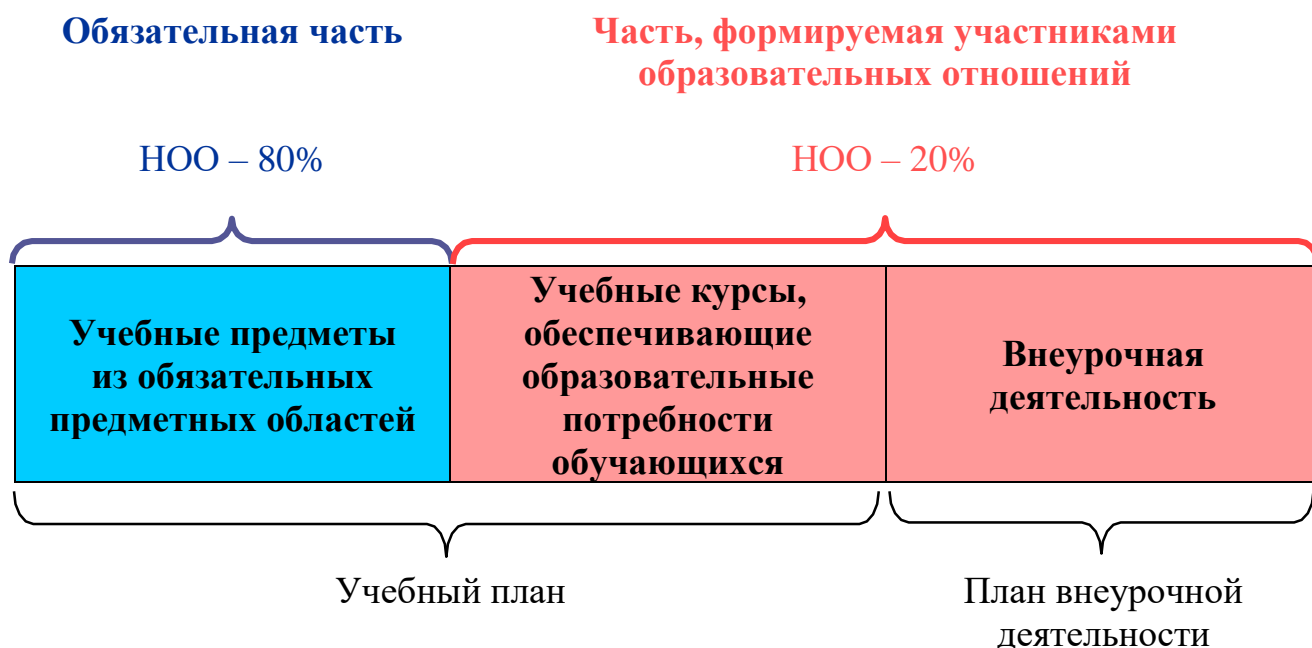 Обязательная часть
Часть, формируемая участниками
образовательных отношений
НОО – 80%
НОО – 20%
Учебные предметы
из обязательных
предметных областей
Учебные курсы,
обеспечивающие
образовательные
потребности
обучающихся
Внеурочная
деятельность
Учебный план
План внеурочной
деятельности